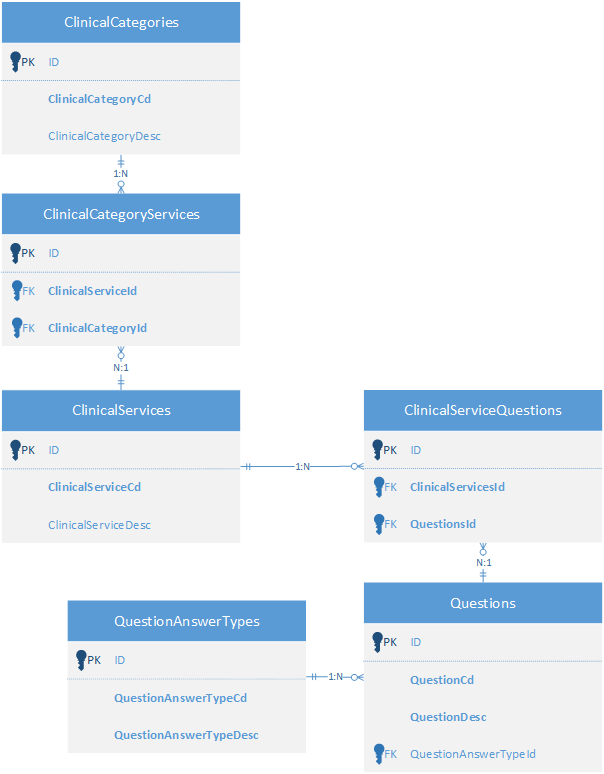 ClinicalCategories
PK ID
ClinicalCategoryCd
ClinicalCategoryDesc
1:N
ClinicalCategoryServices
PK ID
FK ClinicalServiceId
FK ClinicalCategoryId
N:1
ClinicalServices
PK ID
ClinicalServiceCd
ClinicalServiceDesc
1:N
ClinicalServiceQuestions
PK ID
FK ClinicalServicesId
FK QuestionsId
N:1
QuestionAnswerTypes
PK ID
QuestionAnswerTypeCd
QuestionAnswerTypeDesc
1:N
Questions
PK ID
QuestionCd
QuestionDesc
FK QuestionAnswerTypeId